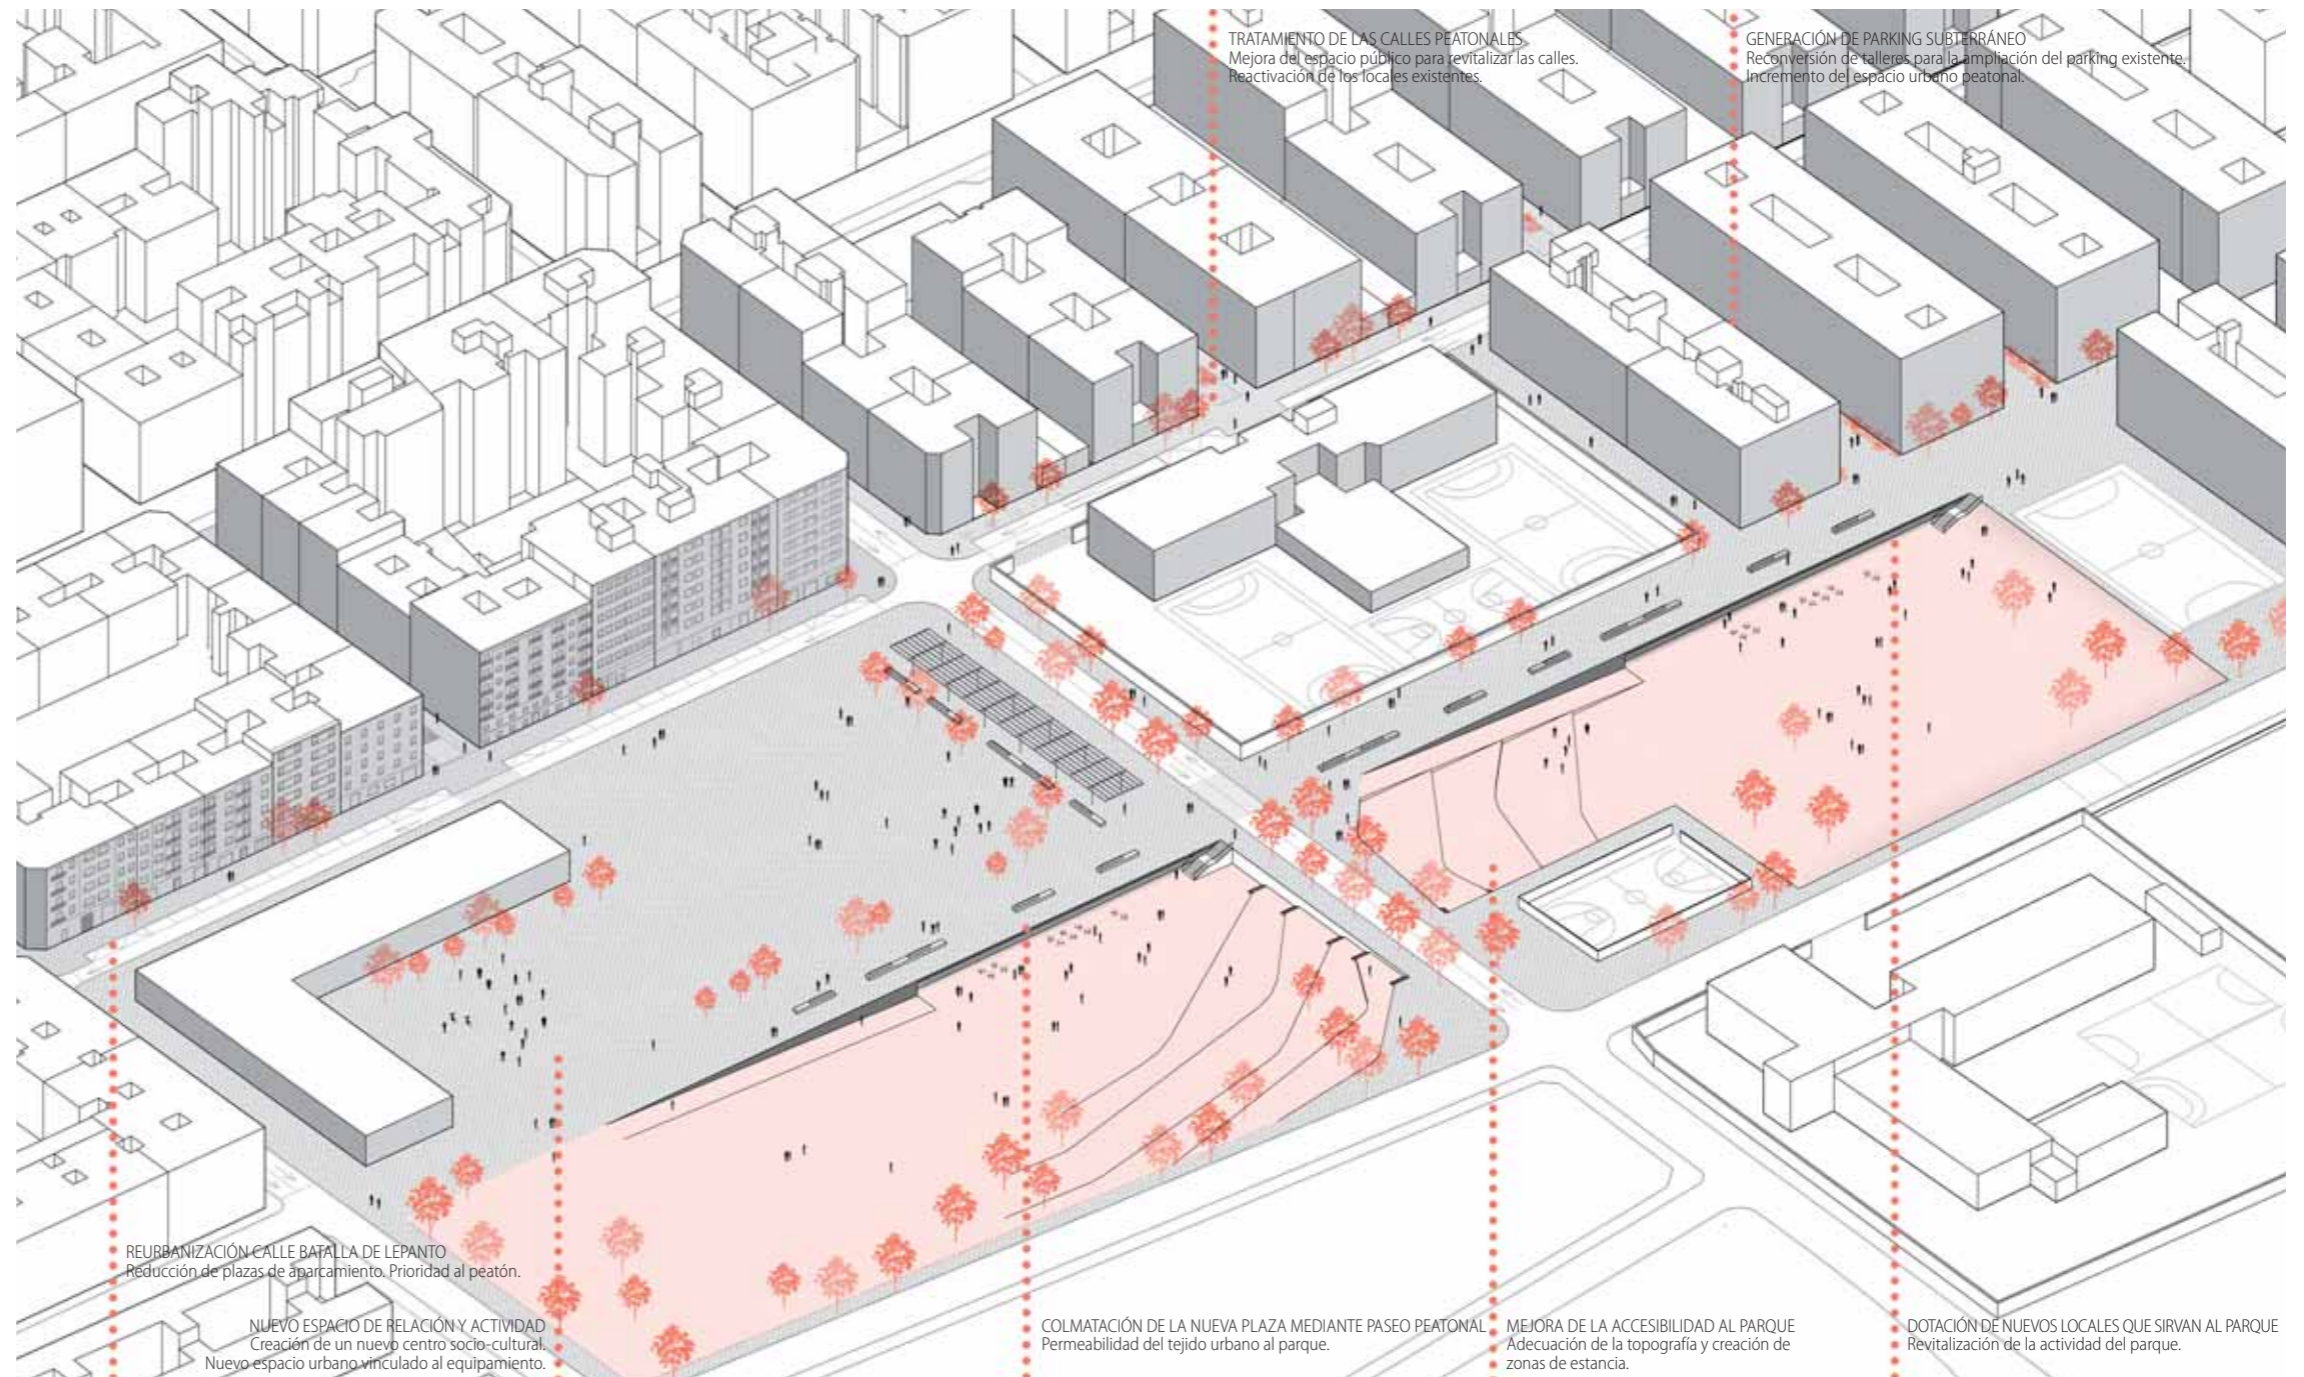 TRATAMIENTO DE LAS CALLES PEATONALES
Mejora del espacio público para revitalizar las calles.
Reactivación de los locales existentes.
GENERACIÓN DE PARKING SUBTERRÁNEO
Reconversión de talleres para la ampliación del parking existente.
Incremento del espacio urbano peatonal.
REURBANIZACIÓN CALLE BATALLA DE LEPANTO
Reducción de plazas de aparcamiento. Prioridad al peatón.
NUEVO ESPACIO DE RELACIÓN Y ACTIVIDAD
Creación de un nuevo centro socio-cultural.
Nuevo espacio urbano vinculado al equipamiento.
COLMATACIÓN DE LA NUEVA PLAZA MEDIANTE PASEO PEATONAL
Permeabilidad del tejido urbano al parque.
MEJORA DE LA ACCESIBILIDAD AL PARQUE
Adecuación de la topografía y creación de
zonas de estancia.
DOTACIÓN DE NUEVOS LOCALES QUE SIRVAN AL PARQUE
Revitalización de la actividad del parque.